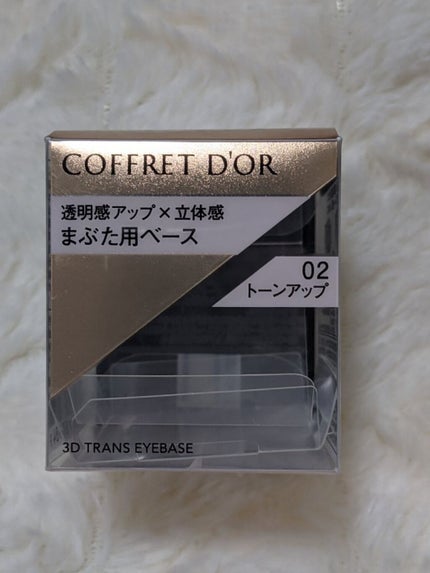 COFFRET D'OR
透明感アップ×立体感
まぶた用ベース
02
トーンアップ
3D TRANS EYEBASE